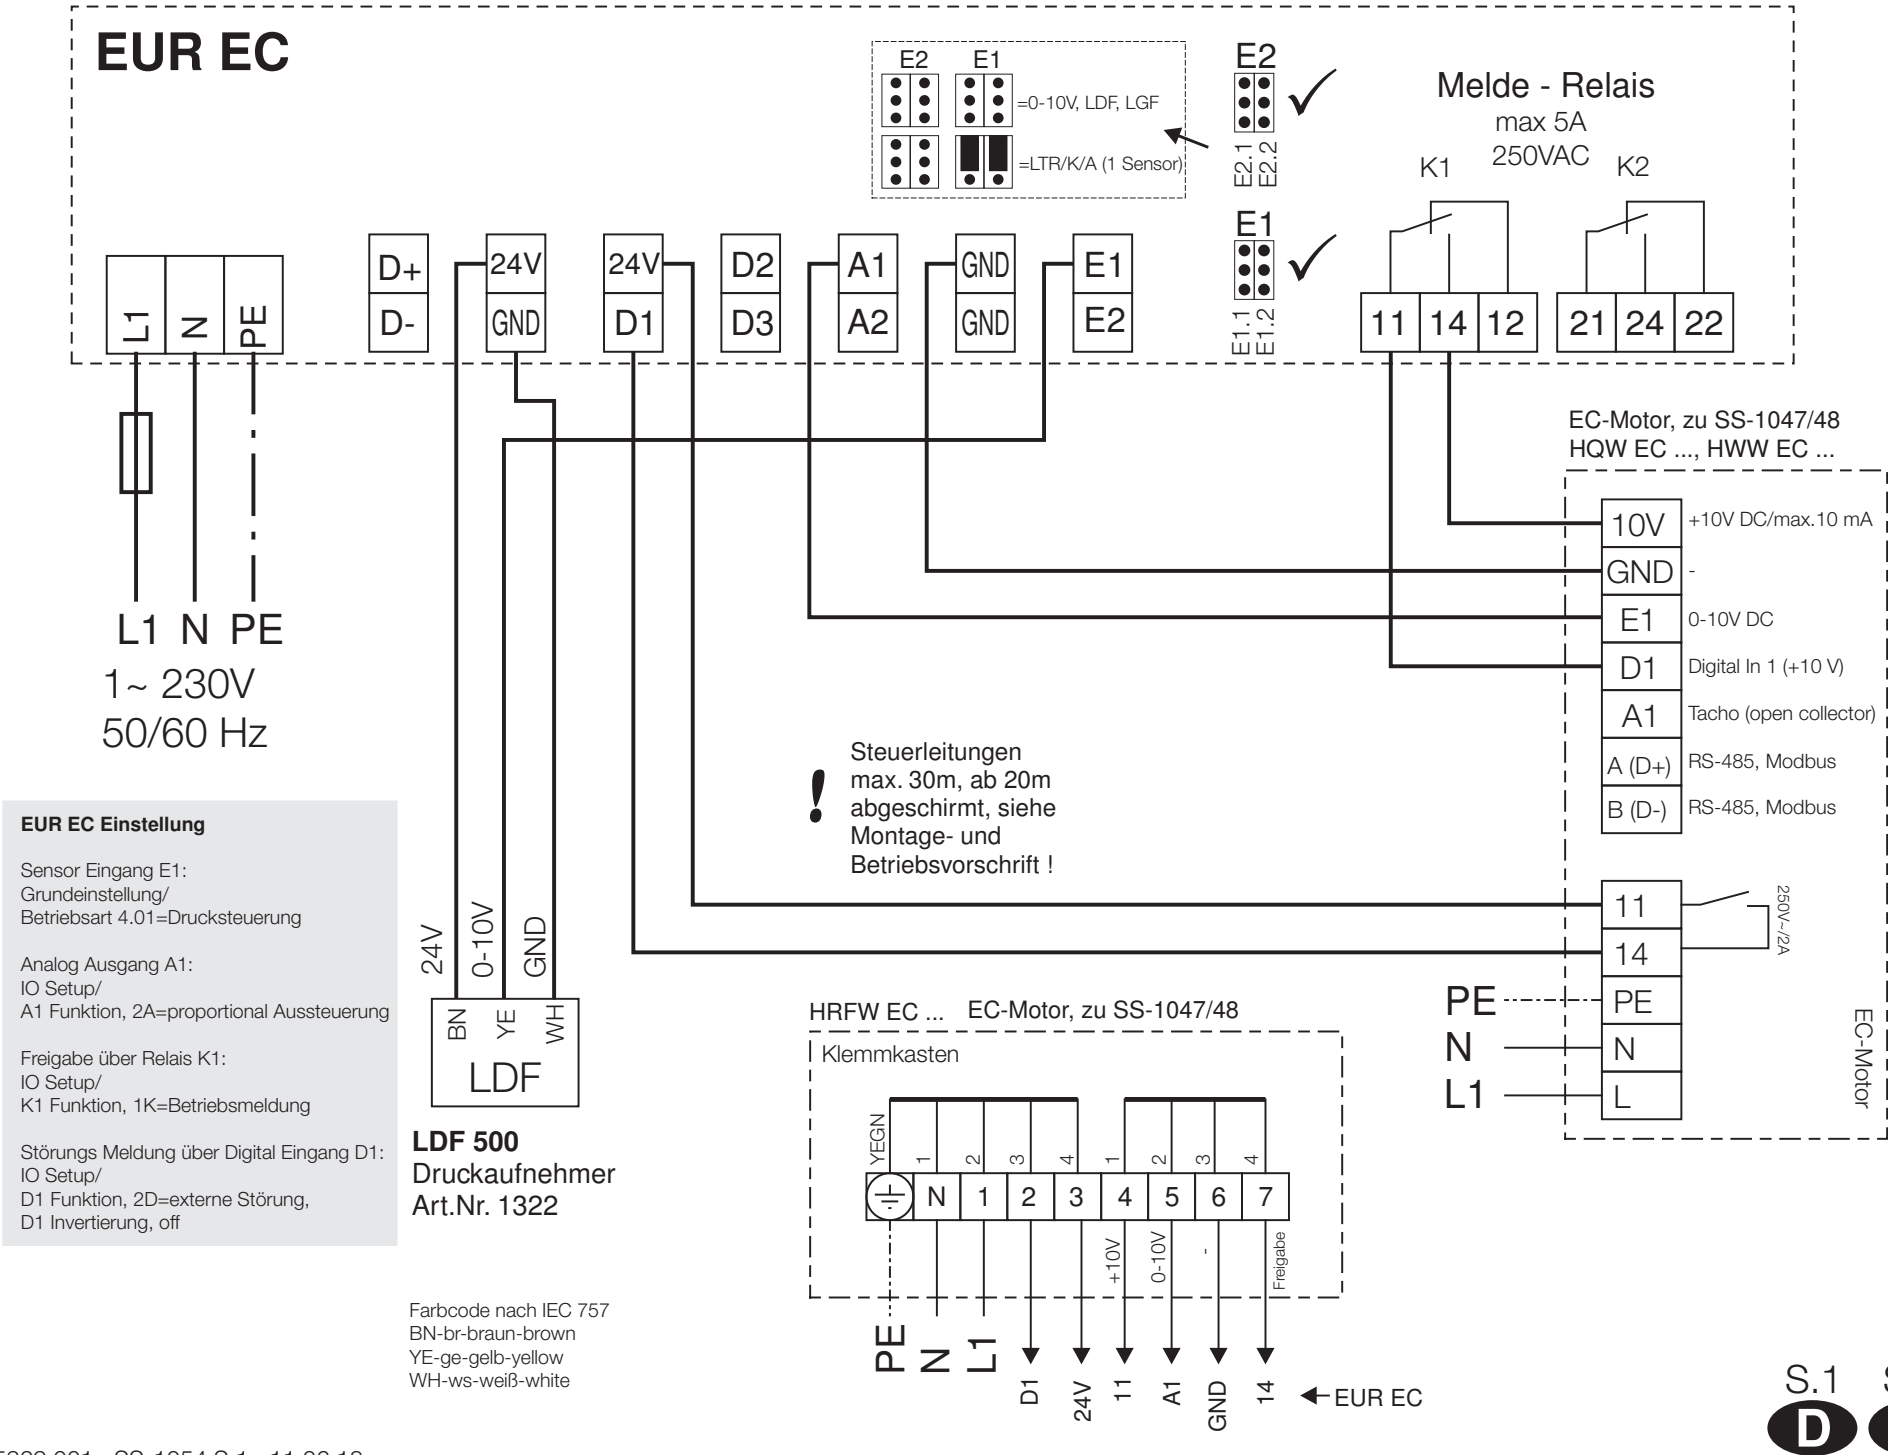 EUR EC
E2 E1
=0-10V, LDF, LGF
=LTR/K/A (1 Sensor)
E2
E2.1
E2.2
E1
E1.1
E1.2
Melde - Relais
max 5A
250VAC
K1 K2
L1 N PE
D+ 24V 24V D2 A1 GND E1
D- GND D1 D3 A2 GND E2
11 14 12 21 24 22
L1 N PE
1~ 230V
50/60 Hz
EC-Motor, zu SS-1047/48
HQW EC ..., HWW EC ...
10V +10V DC/max.10 mA
GND -
E1 0-10V DC
D1 Digital In 1 (+10 V)
A1 Tacho (open collector)
A (D+) RS-485, Modbus
B (D-) RS-485, Modbus
11
14
250V~/2A
PE PE
N N
L1 L
EC-Motor
! Steuerleitungen
max. 30m, ab 20m
abgeschirmt, siehe
Montage- und
Betriebsvorschrift !
EUR EC Einstellung
Sensor Eingang E1:
Grundeinstellung/
Betriebsart 4.01=Drucksteuerung
Analog Ausgang A1:
IO Setup/
A1 Funktion, 2A=proportional Aussteuerung
Freigabe über Relais K1:
IO Setup/
K1 Funktion, 1K=Betriebsmeldung
Störungs Meldung über Digital Eingang D1:
IO Setup/
D1 Funktion, 2D=externe Störung,
D1 Invertierung, off
24V 0-10V GND
BN YE WH
LDF
LDF 500
Druckaufnehmer
Art.Nr. 1322
Farbcode nach IEC 757
BN-br-braun-brown
YE-ge-gelb-yellow
WH-ws-weiß-white
HRFW EC ... EC-Motor, zu SS-1047/48
Klemmkasten
YEGN 1 2 3 4 1 2 3 4
N 1 2 3 4 5 6 7
+10V 0-10V - Freigabe
PE N L1 D1 24V 11 A1 GND 14
EUR EC
S.1
D